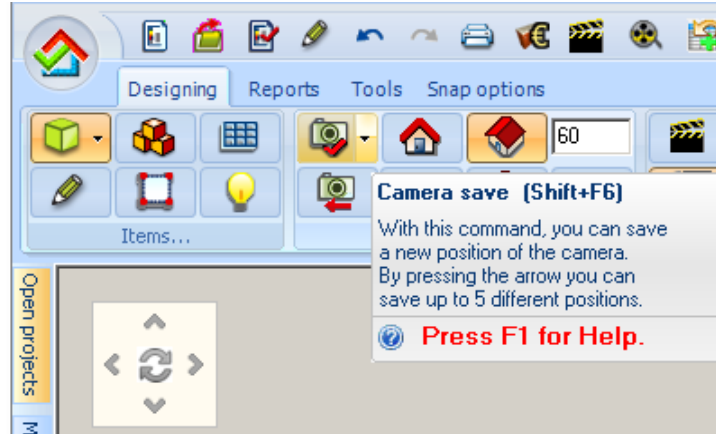 Designing Reports Tools Snap options
60
Camera save (Shift+F6)
With this command, you can save
a new position of the camera.
By pressing the arrow you can
save up to 5 different positions.
Press F1 for Help.
Items...
Open projects
M